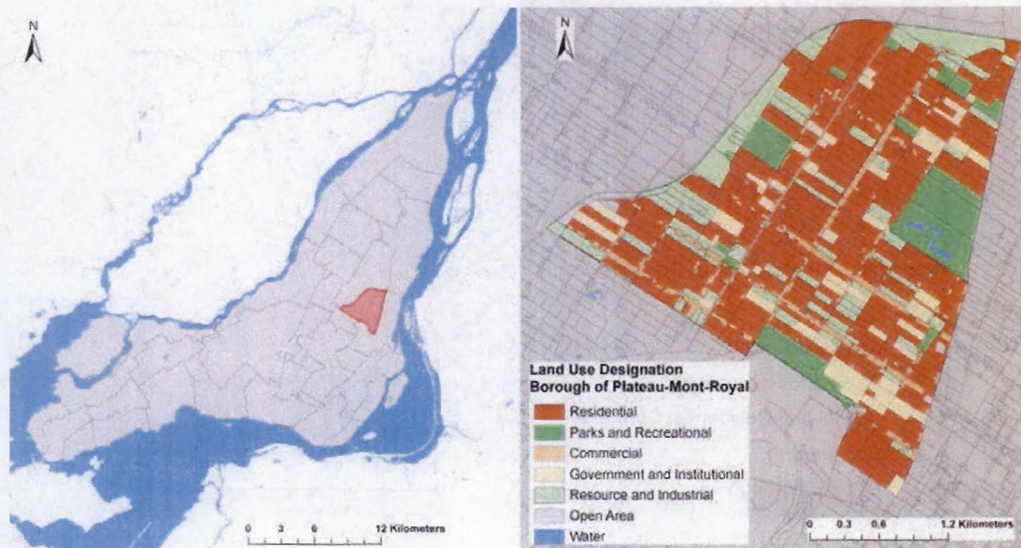 N
0 3 6 12 Kilometers
N
Land Use Designation
Borough of Plateau-Mont-Royal
Residential
Parks and Recreational
Commercial
Government and Institutional
Resource and Industrial
Open Area
Water
0 0.3 0.6 1.2 Kilometers